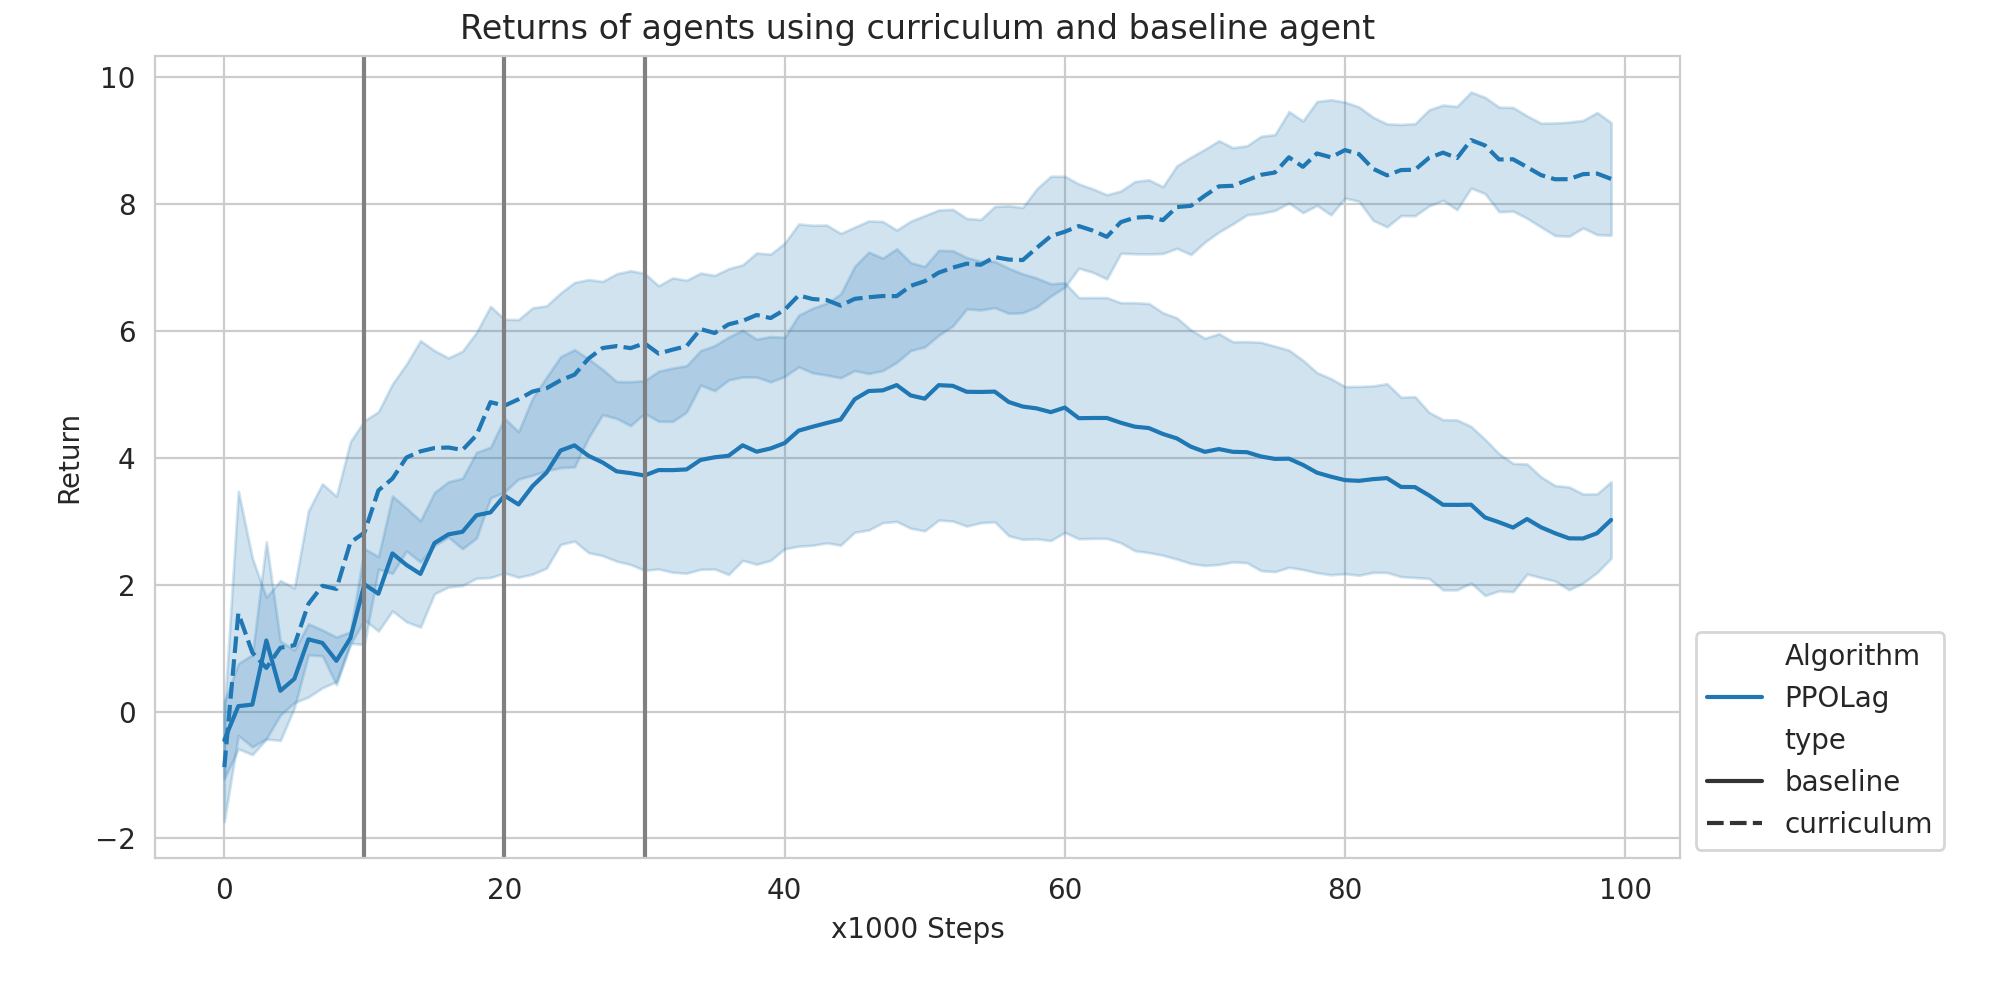 Returns of agents using curriculum and baseline agent
10
8
6
4
2
0
−2
Return
0 20 40 60 80 100
x1000 Steps
Algorithm
PPOLag
type
baseline
curriculum